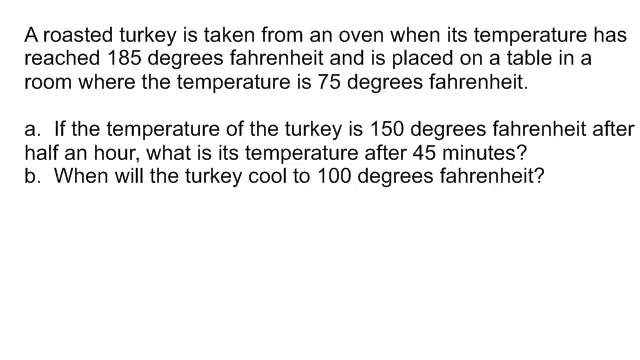 A roasted turkey is taken from an oven when its temperature has
reached 185 degrees fahrenheit and is placed on a table in a
room where the temperature is 75 degrees fahrenheit.
a. If the temperature of the turkey is 150 degrees fahrenheit after
half an hour, what is its temperature after 45 minutes?
b. When will the turkey cool to 100 degrees fahrenheit?